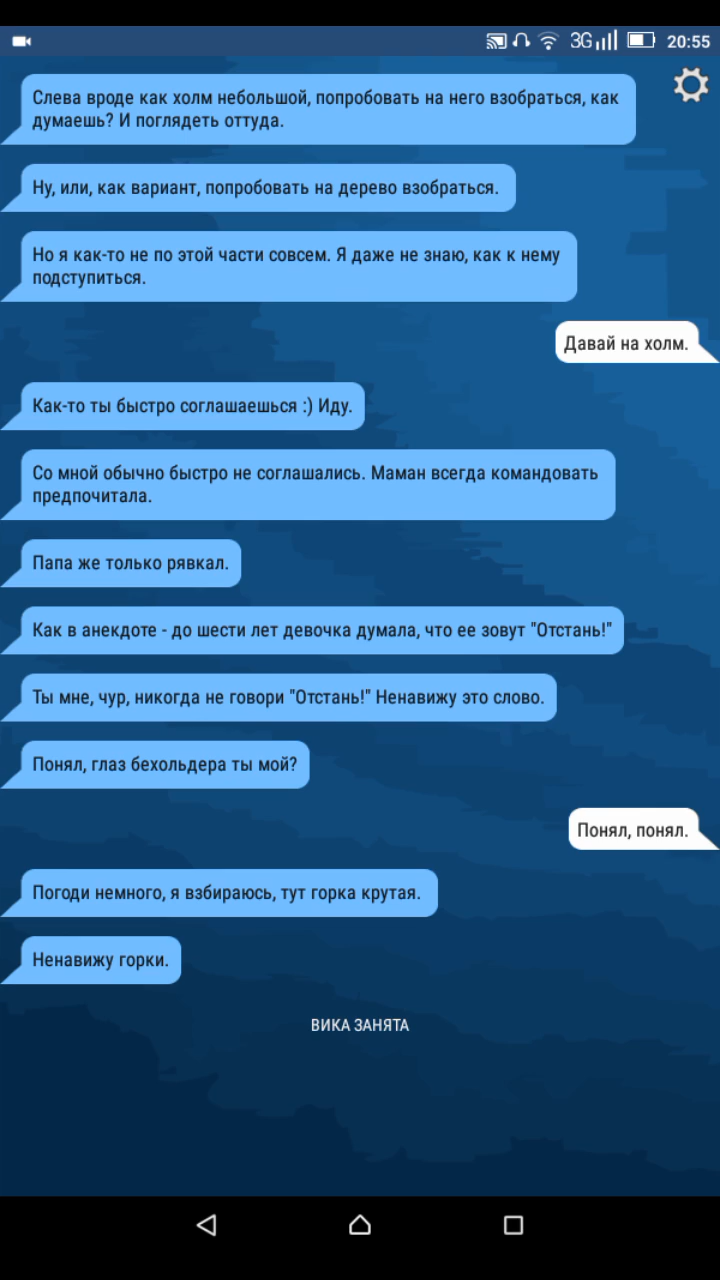 3G 20:55
Слева вроде как холм небольшой, попробовать на него взобраться, как
думаешь? И поглядеть оттуда.
Ну, или, как вариант, попробовать на дерево взобраться.
Но я как-то не по этой части совсем. Я даже не знаю, как к нему
подступиться.
Давай на холм.
Как-то ты быстро соглашаешься :) Иду.
Со мной обычно быстро не соглашались. Маман всегда командовать
предпочитала.
Папа же только рявкал.
Как в анекдоте - до шести лет девочка думала, что ее зовут "Отстань!"
Ты мне, чур, никогда не говори "Отстань!" Ненавижу это слово.
Понял, глаз бехольдера ты мой?
Понял, понял.
Погоди немного, я взбираюсь, тут горка крутая.
Ненавижу горки.
ВИКА ЗАНЯТА